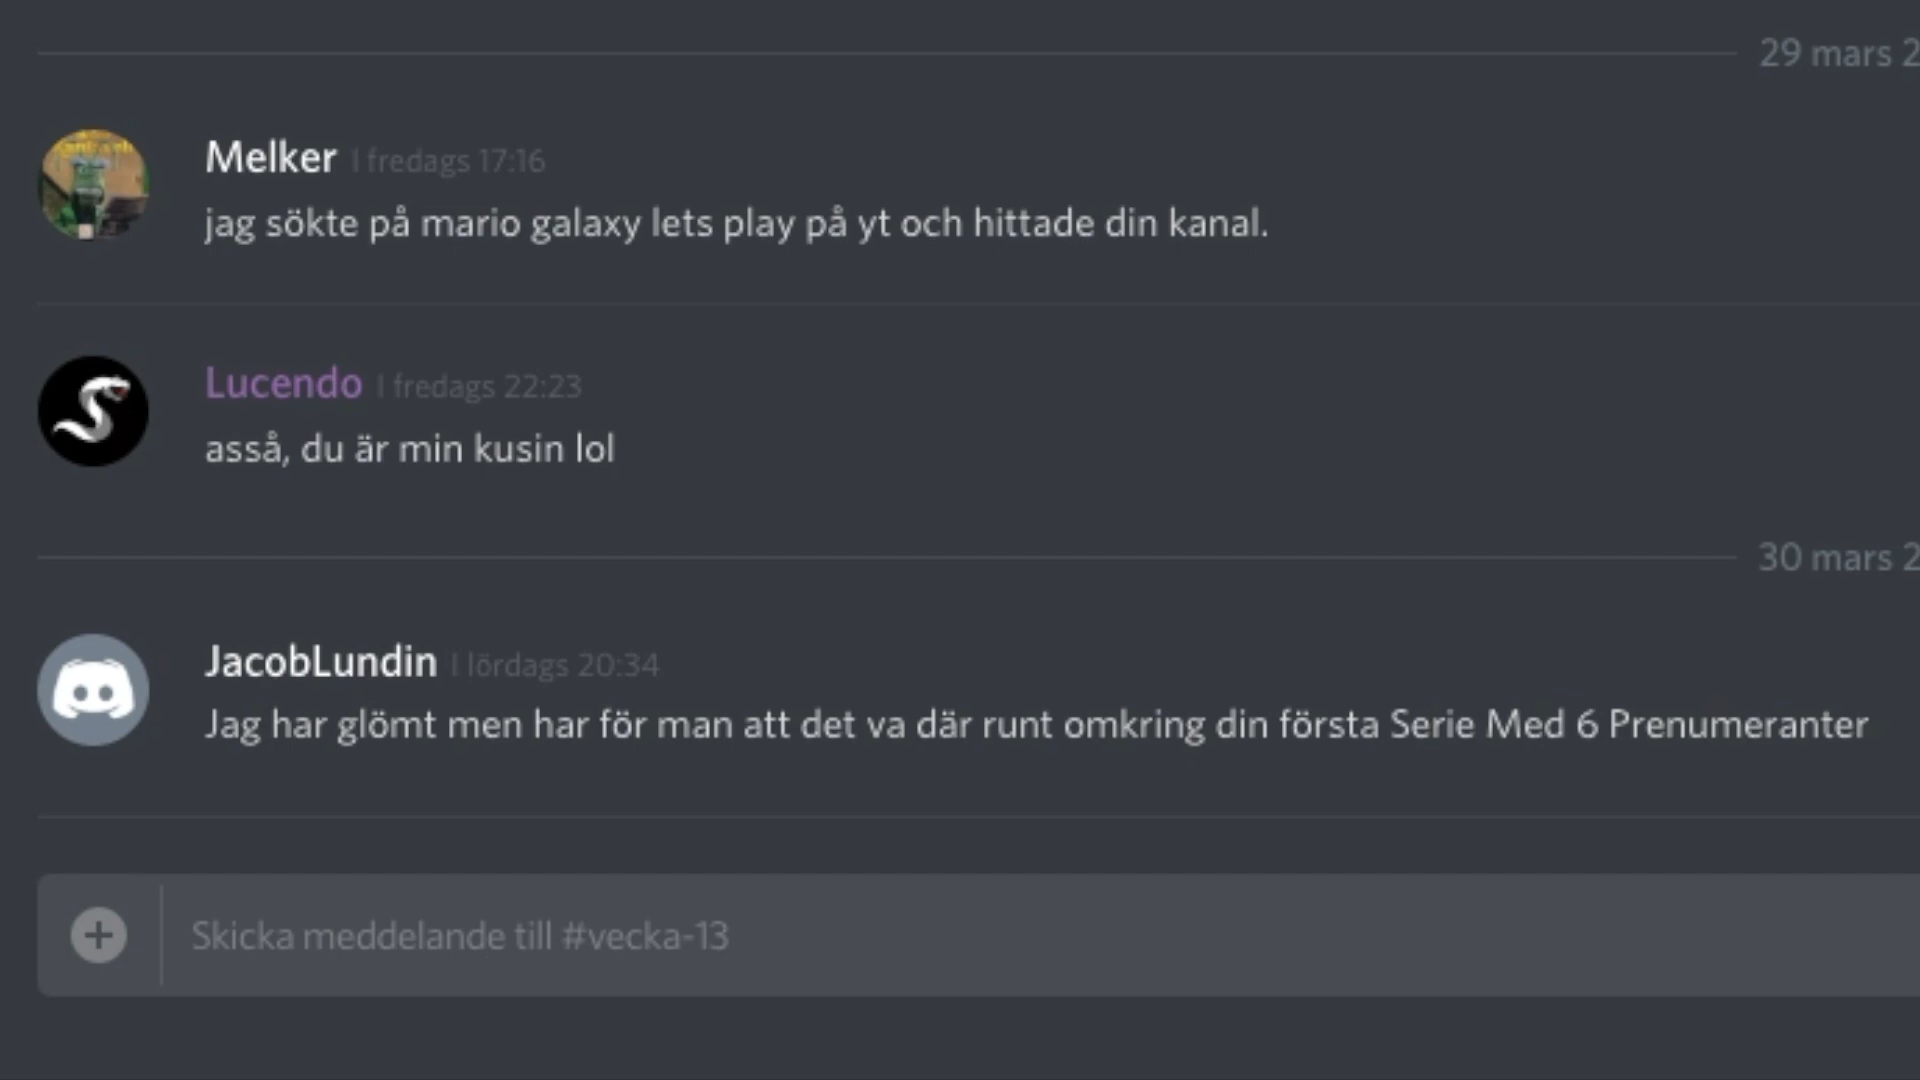 29 mars 2
Melker I fredags 17:16
jag sökte på mario galaxy lets play på yt och hittade din kanal.
Lucendo I fredags 22:23
asså, du är min kusin lol
30 mars 2
JacobLundin I lördags 20:34
Jag har glömt men har för man att det va där runt omkring din första Serie Med 6 Prenumeranter
Skicka meddelande till #vecka-13